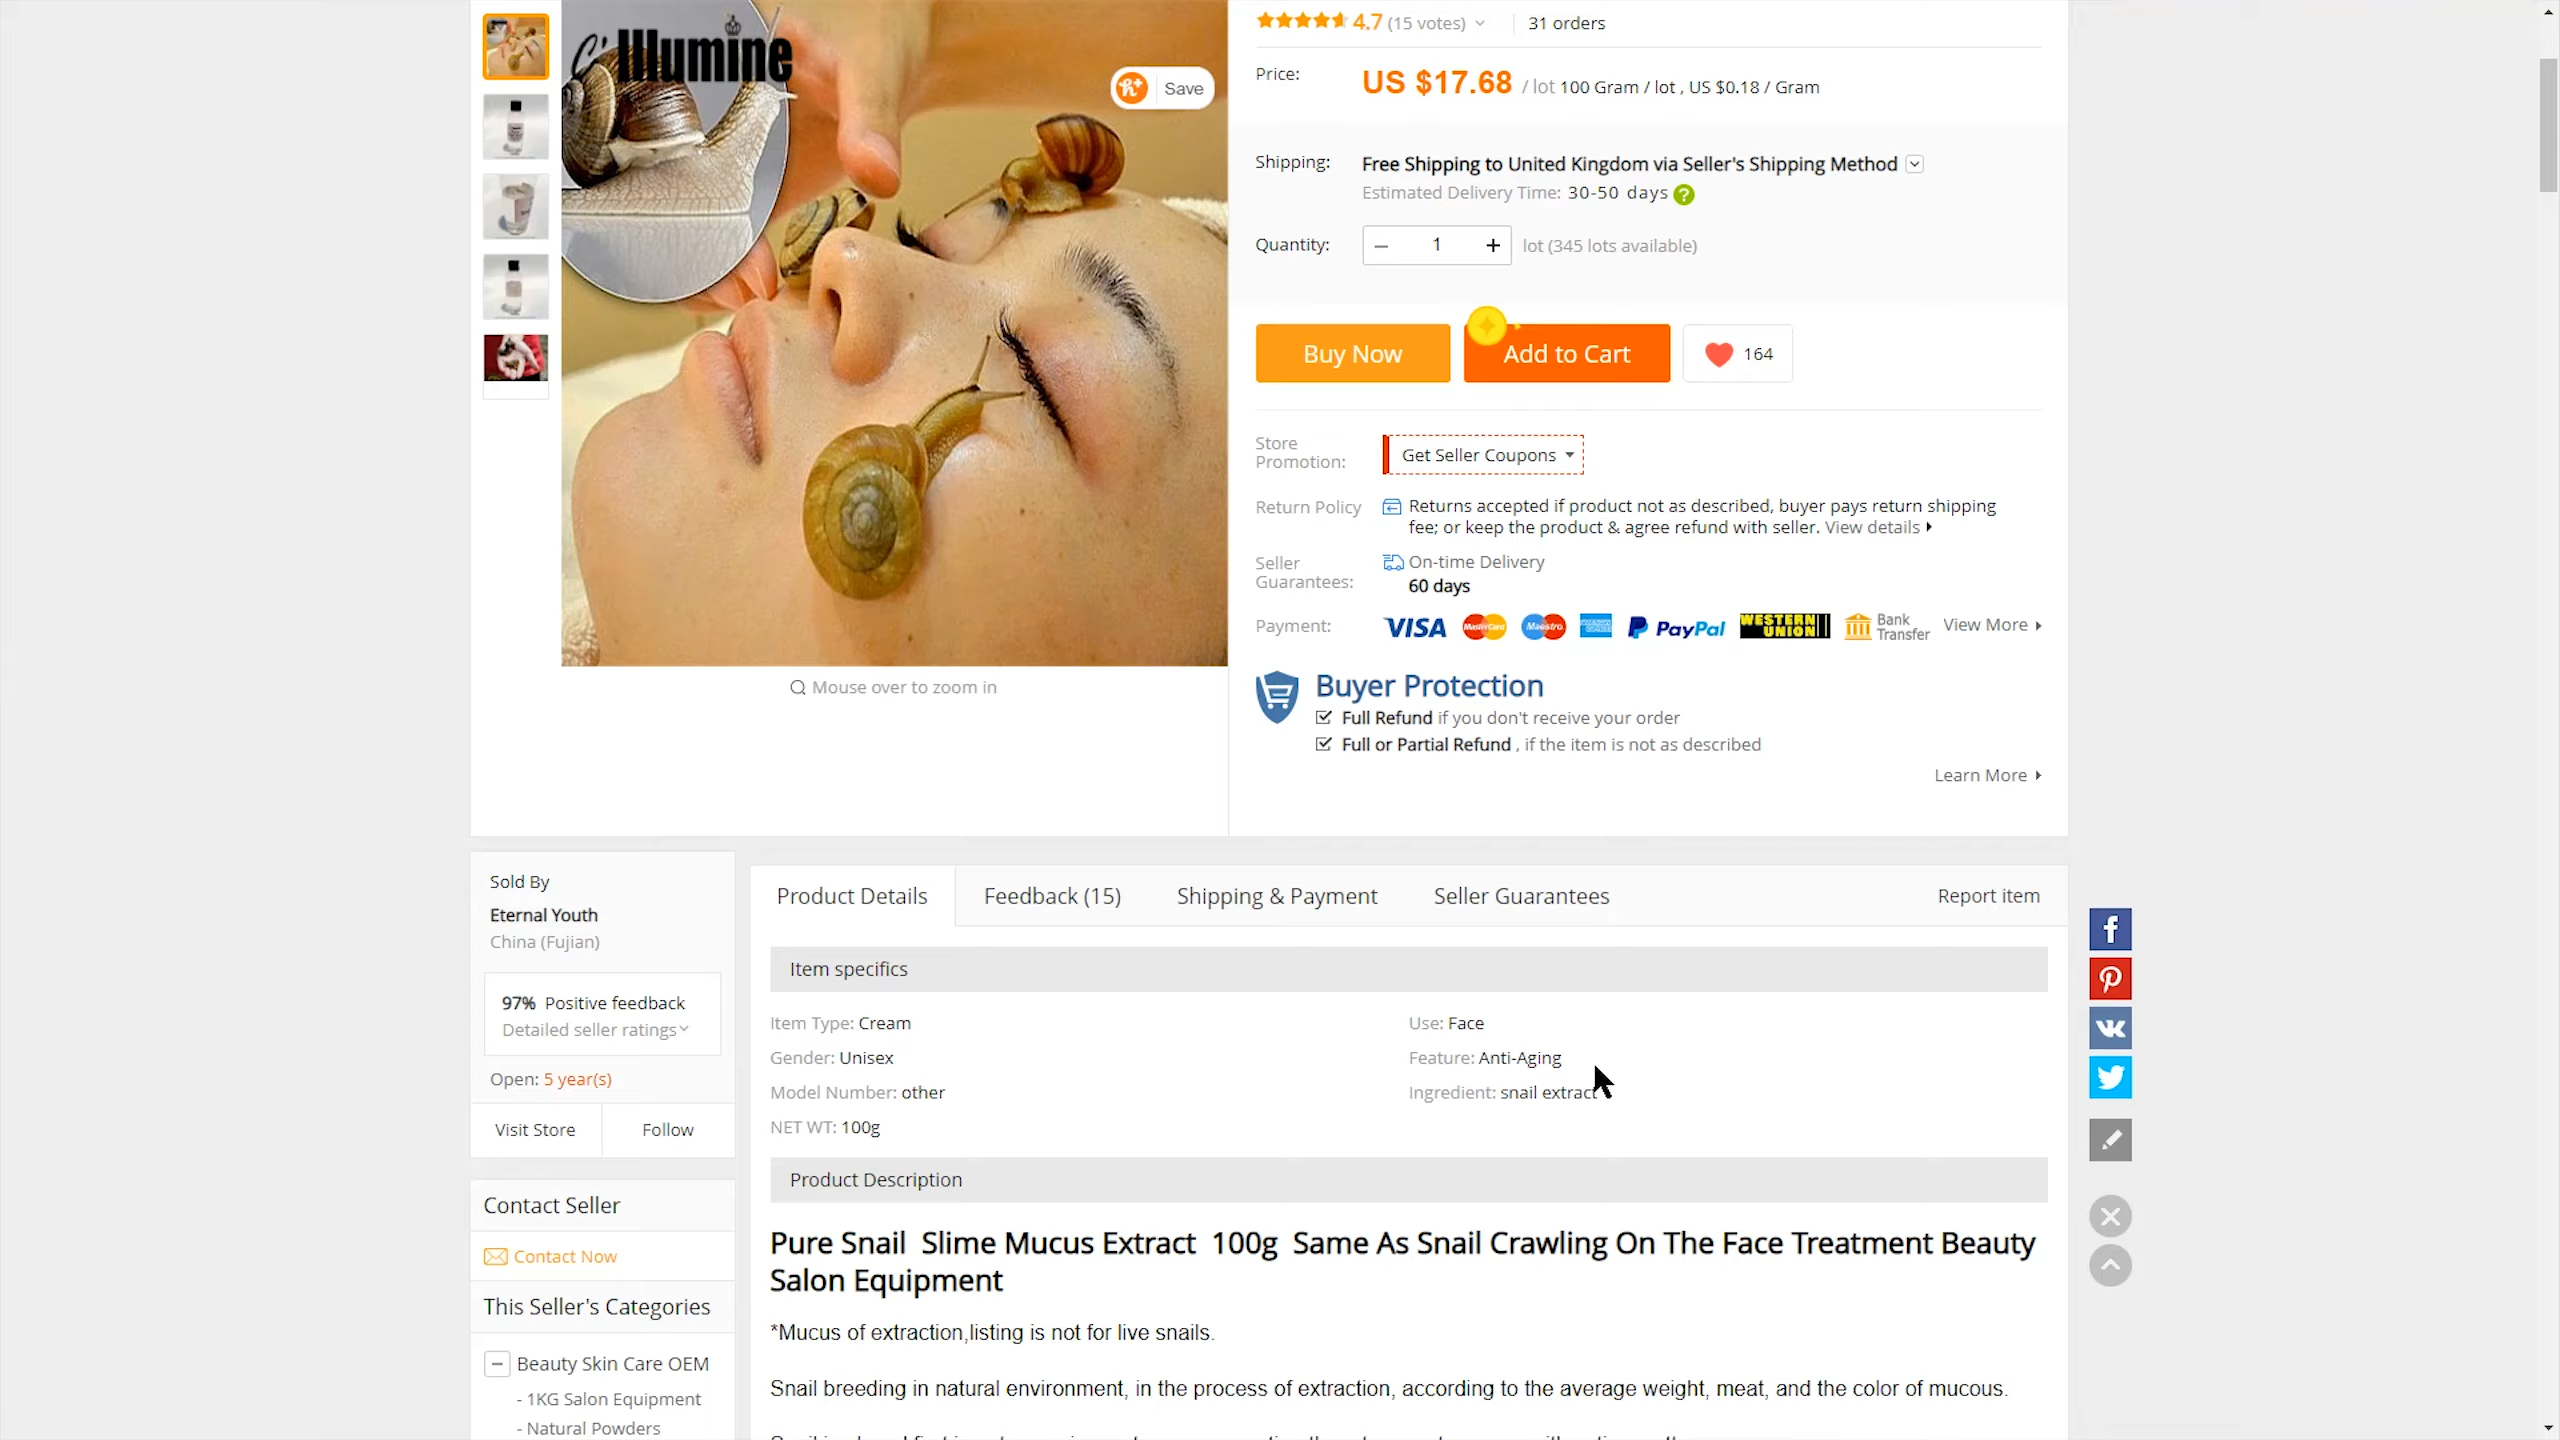 C' Illumine
Save
4.7 (15 votes)
31 orders
Price:
US $17.68 / lot 100 Gram / lot , US $0.18 / Gram
Shipping:
Free Shipping to United Kingdom via Seller's Shipping Method
Estimated Delivery Time: 30-50 days ?
Quantity:
1
lot (345 lots available)
Buy Now
Add to Cart
164
Store
Promotion:
Get Seller Coupons
Return Policy
Returns accepted if product not as described, buyer pays return shipping
fee; or keep the product & agree refund with seller. View details
Seller
Guarantees:
On-time Delivery
60 days
Payment:
VISA
MasterCard
Maestro
PayPal
WESTERN
UNION
Bank
Transfer
View More
Mouse over to zoom in
Buyer Protection
Full Refund if you don't receive your order
Full or Partial Refund , if the item is not as described
Learn More
Sold By
Eternal Youth
China (Fujian)
97% Positive feedback
Detailed seller ratings
Open: 5 year(s)
Visit Store
Follow
Contact Seller
Contact Now
This Seller's Categories
Beauty Skin Care OEM
- 1KG Salon Equipment
- Natural Powders
Product Details
Feedback (15)
Shipping & Payment
Seller Guarantees
Report item
Item specifics
Item Type: Cream
Use: Face
Gender: Unisex
Feature: Anti-Aging
Model Number: other
Ingredient: snail extract
NET WT: 100g
Product Description
Pure Snail Slime Mucus Extract 100g Same As Snail Crawling On The Face Treatment Beauty
Salon Equipment
*Mucus of extraction,listing is not for live snails.
Snail breeding in natural environment, in the process of extraction, according to the average weight, meat, and the color of mucous.